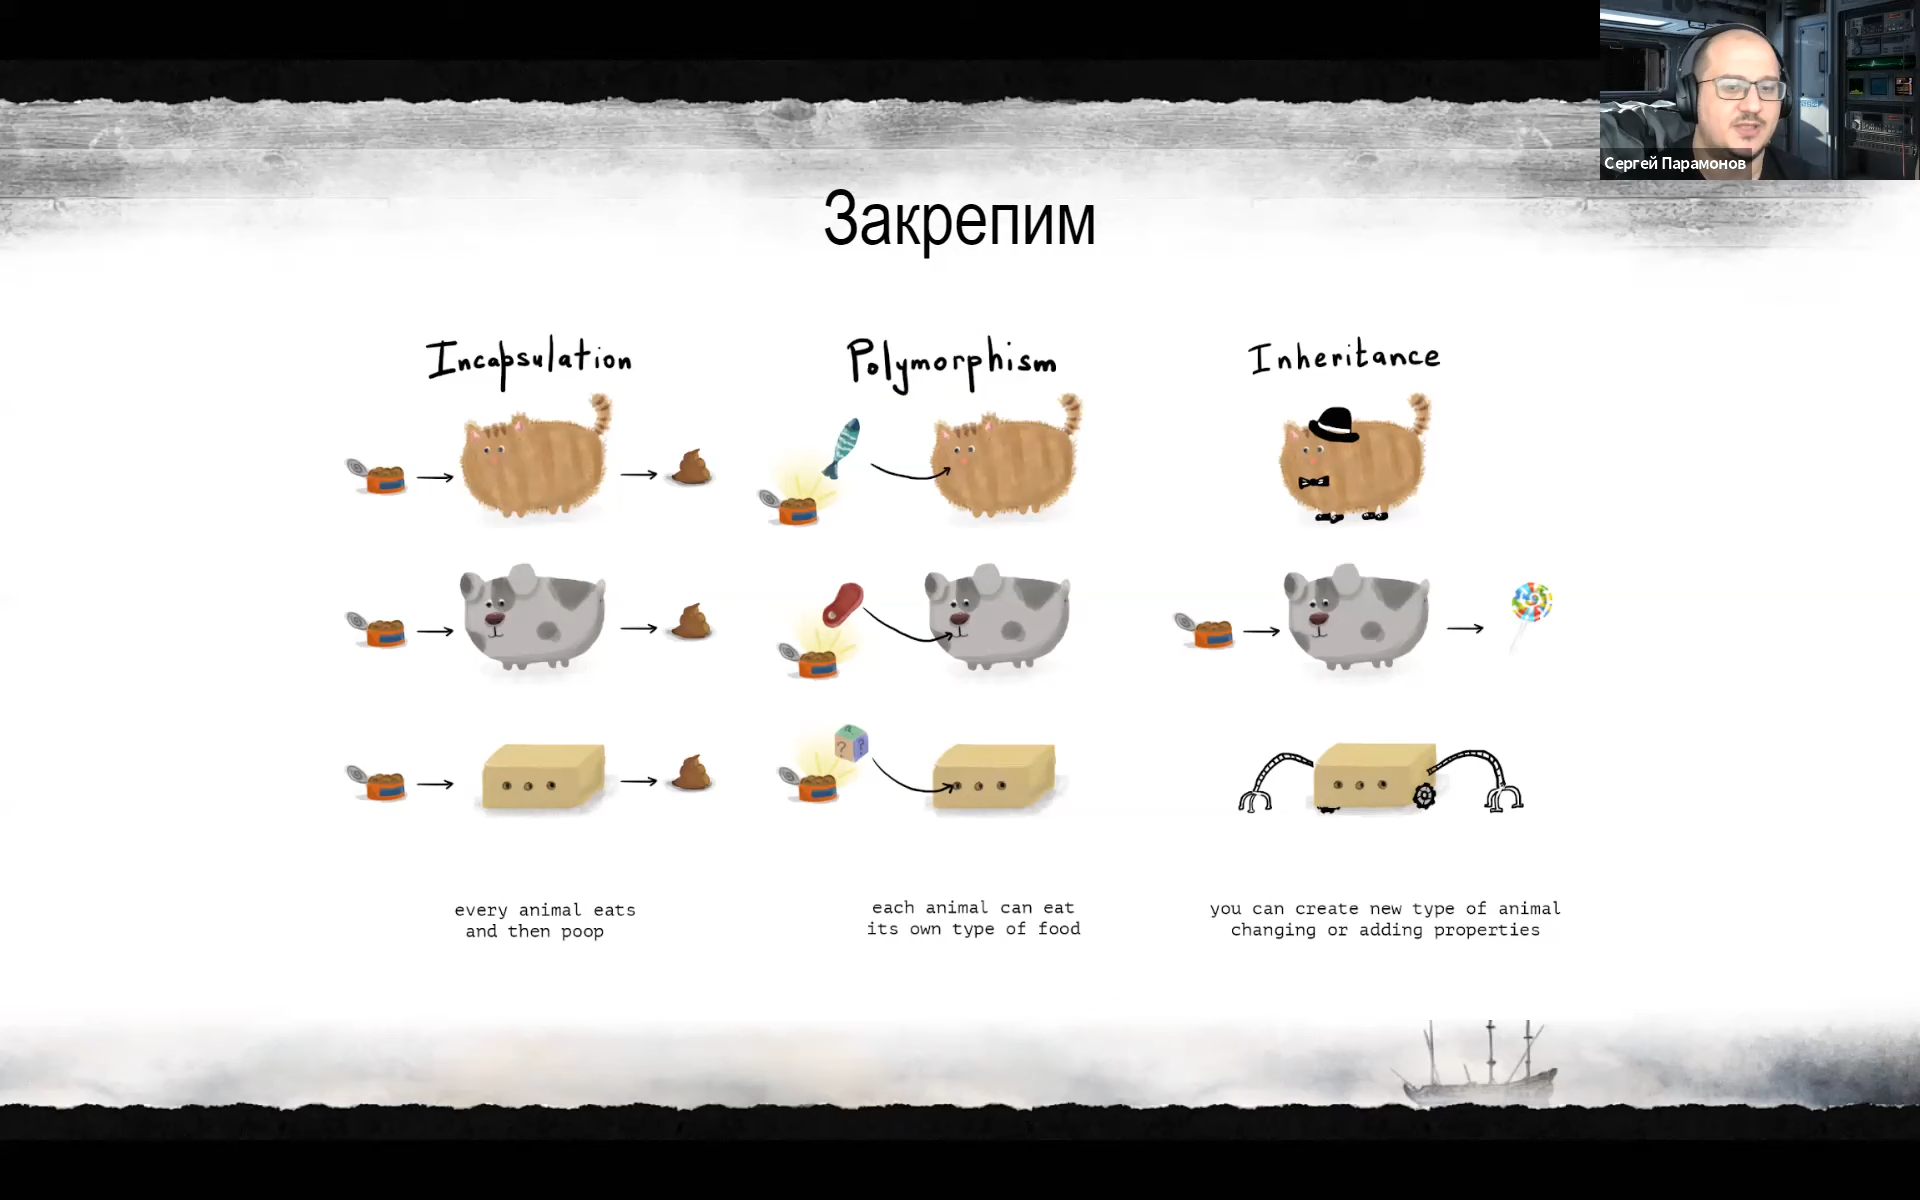 Сергей Парамонов
Закрепим
Incapsulation
Polymorphism
Inheritance
? ?
every animal eats
and then poop
each animal can eat
its own type of food
you can create new type of animal
changing or adding properties